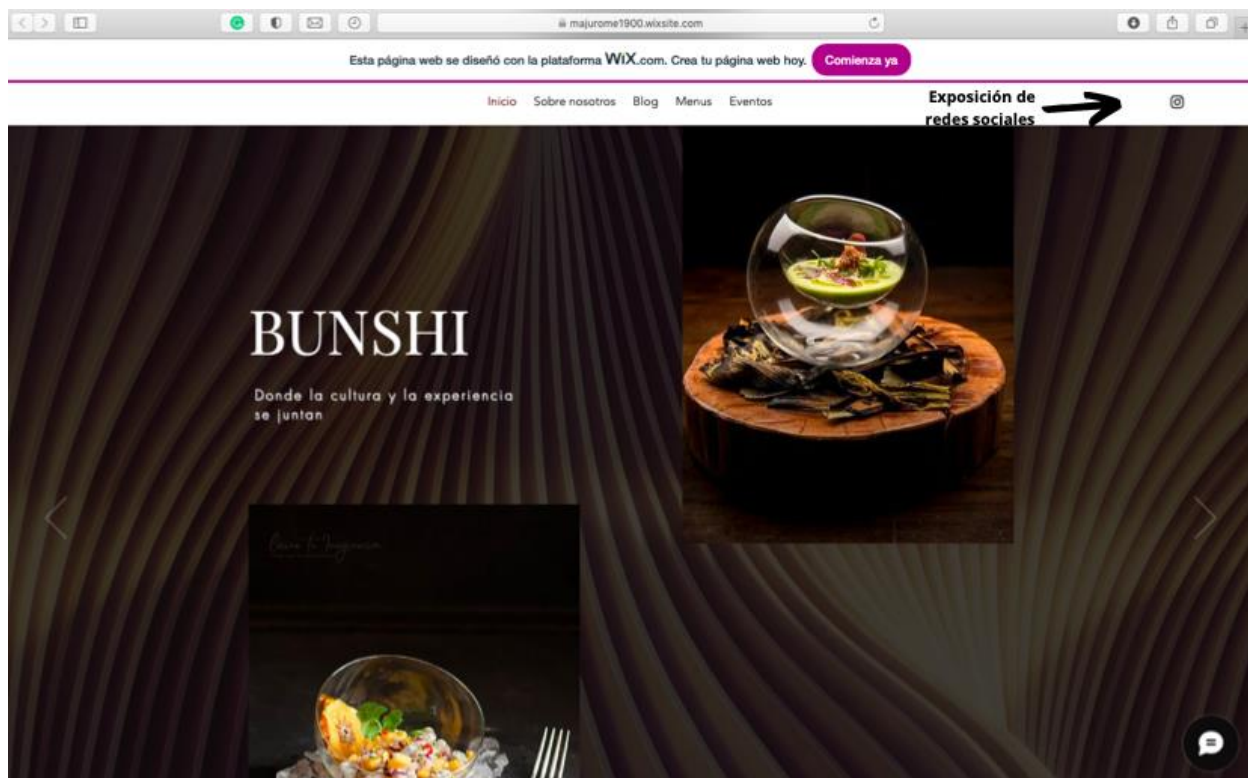 majurome1900.wixsite.com
Esta página web se diseñó con la plataforma WiX.com. Crea tu página web hoy. Comienza ya
Inicio Sobre nosotros Blog Menus Eventos
Exposición de
redes sociales
BUNSHI
Donde la cultura y la experiencia
se juntan